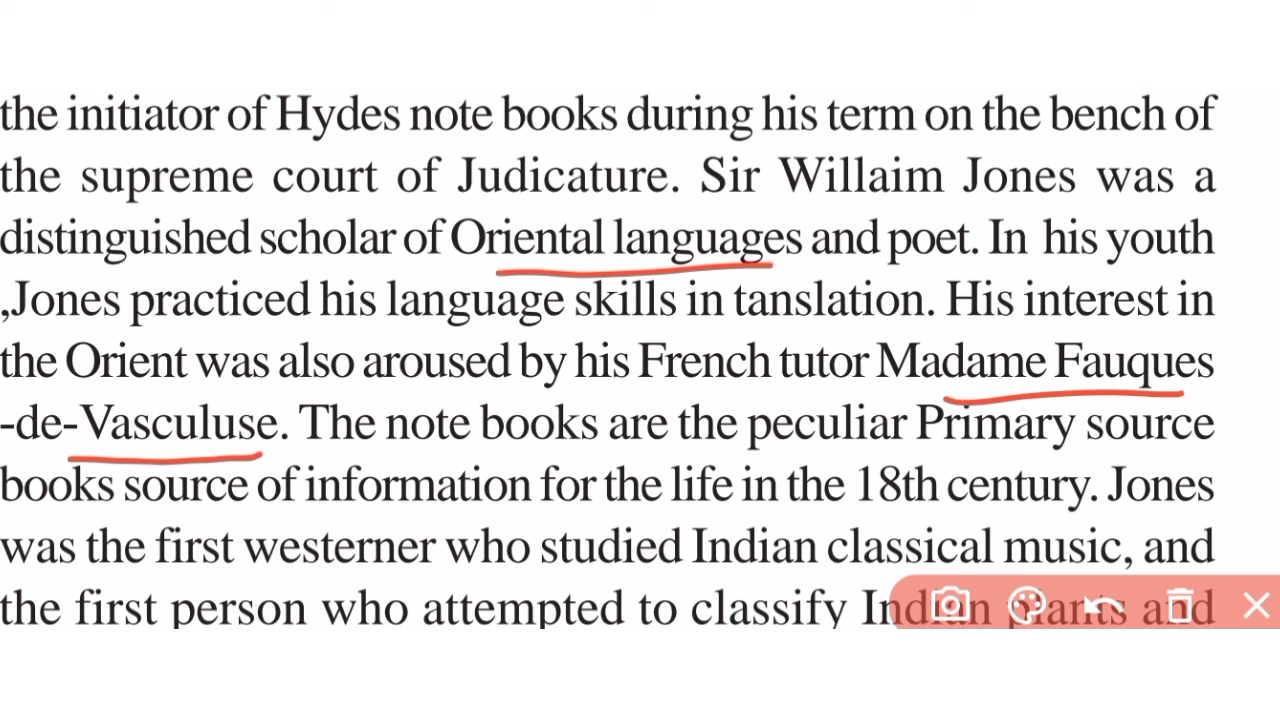 the initiator of Hydes note books during his term on the bench of
the supreme court of Judicature. Sir Willaim Jones was a
distinguished scholar of Oriental languages and poet. In his youth
,Jones practiced his language skills in tanslation. His interest in
the Orient was also aroused by his French tutor Madame Fauques
-de-Vasculuse. The note books are the peculiar Primary source
books source of information for the life in the 18th century. Jones
was the first westerner who studied Indian classical music, and
the first person who attempted to classify Indian plants and